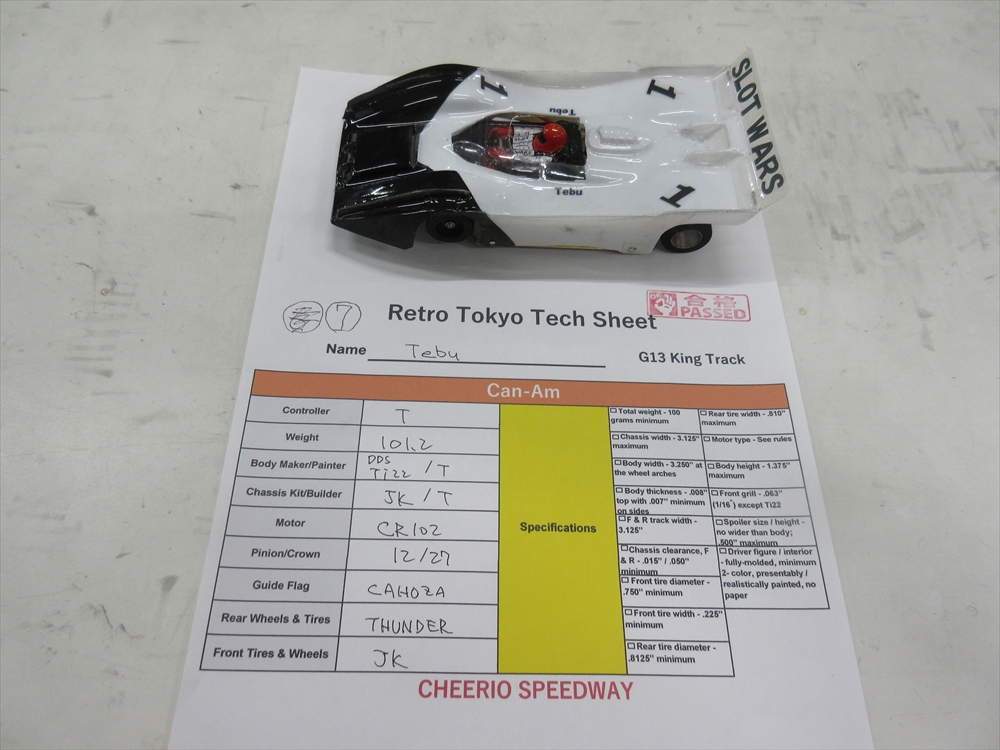 SLOT WARS
1
1
Tebu
Tebu
1
合格
PASSED
7
Retro Tokyo Tech Sheet
Name Tebu
G13 King Track
Can-Am
Controller T
Weight 101.2
Body Maker/Painter DDS Ti22 / T
Chassis Kit/Builder JK / T
Motor CR102
Pinion/Crown 12/27
Guide Flag CAHOZA
Rear Wheels & Tires THUNDER
Front Tires & Wheels JK
Specifications
Total weight - 100
grams minimum
Chassis width - 3.125"
maximum
Body width - 3.250" at
the wheel arches
Body thickness - .008"
top with .007" minimum
on sides
F & R track width -
3.125"
Chassis clearance, F
& R - .015" / .050"
minimum
Front tire diameter -
.750" minimum
Front tire width - .225"
minimum
Rear tire diameter -
.8125" minimum
Rear tire width - .810"
maximum
Motor type - See rules
Body height - 1.375"
maximum
Front grill - .063"
(1/16") except Ti22
Spoiler size / height -
no wider than body;
.500" maximum
Driver figure / interior
- fully-molded, minimum
2- color, presentably /
realistically painted, no
paper
CHEERIO SPEEDWAY